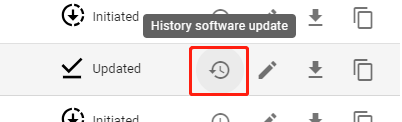 Initiated
History software update
Updated
Initiated